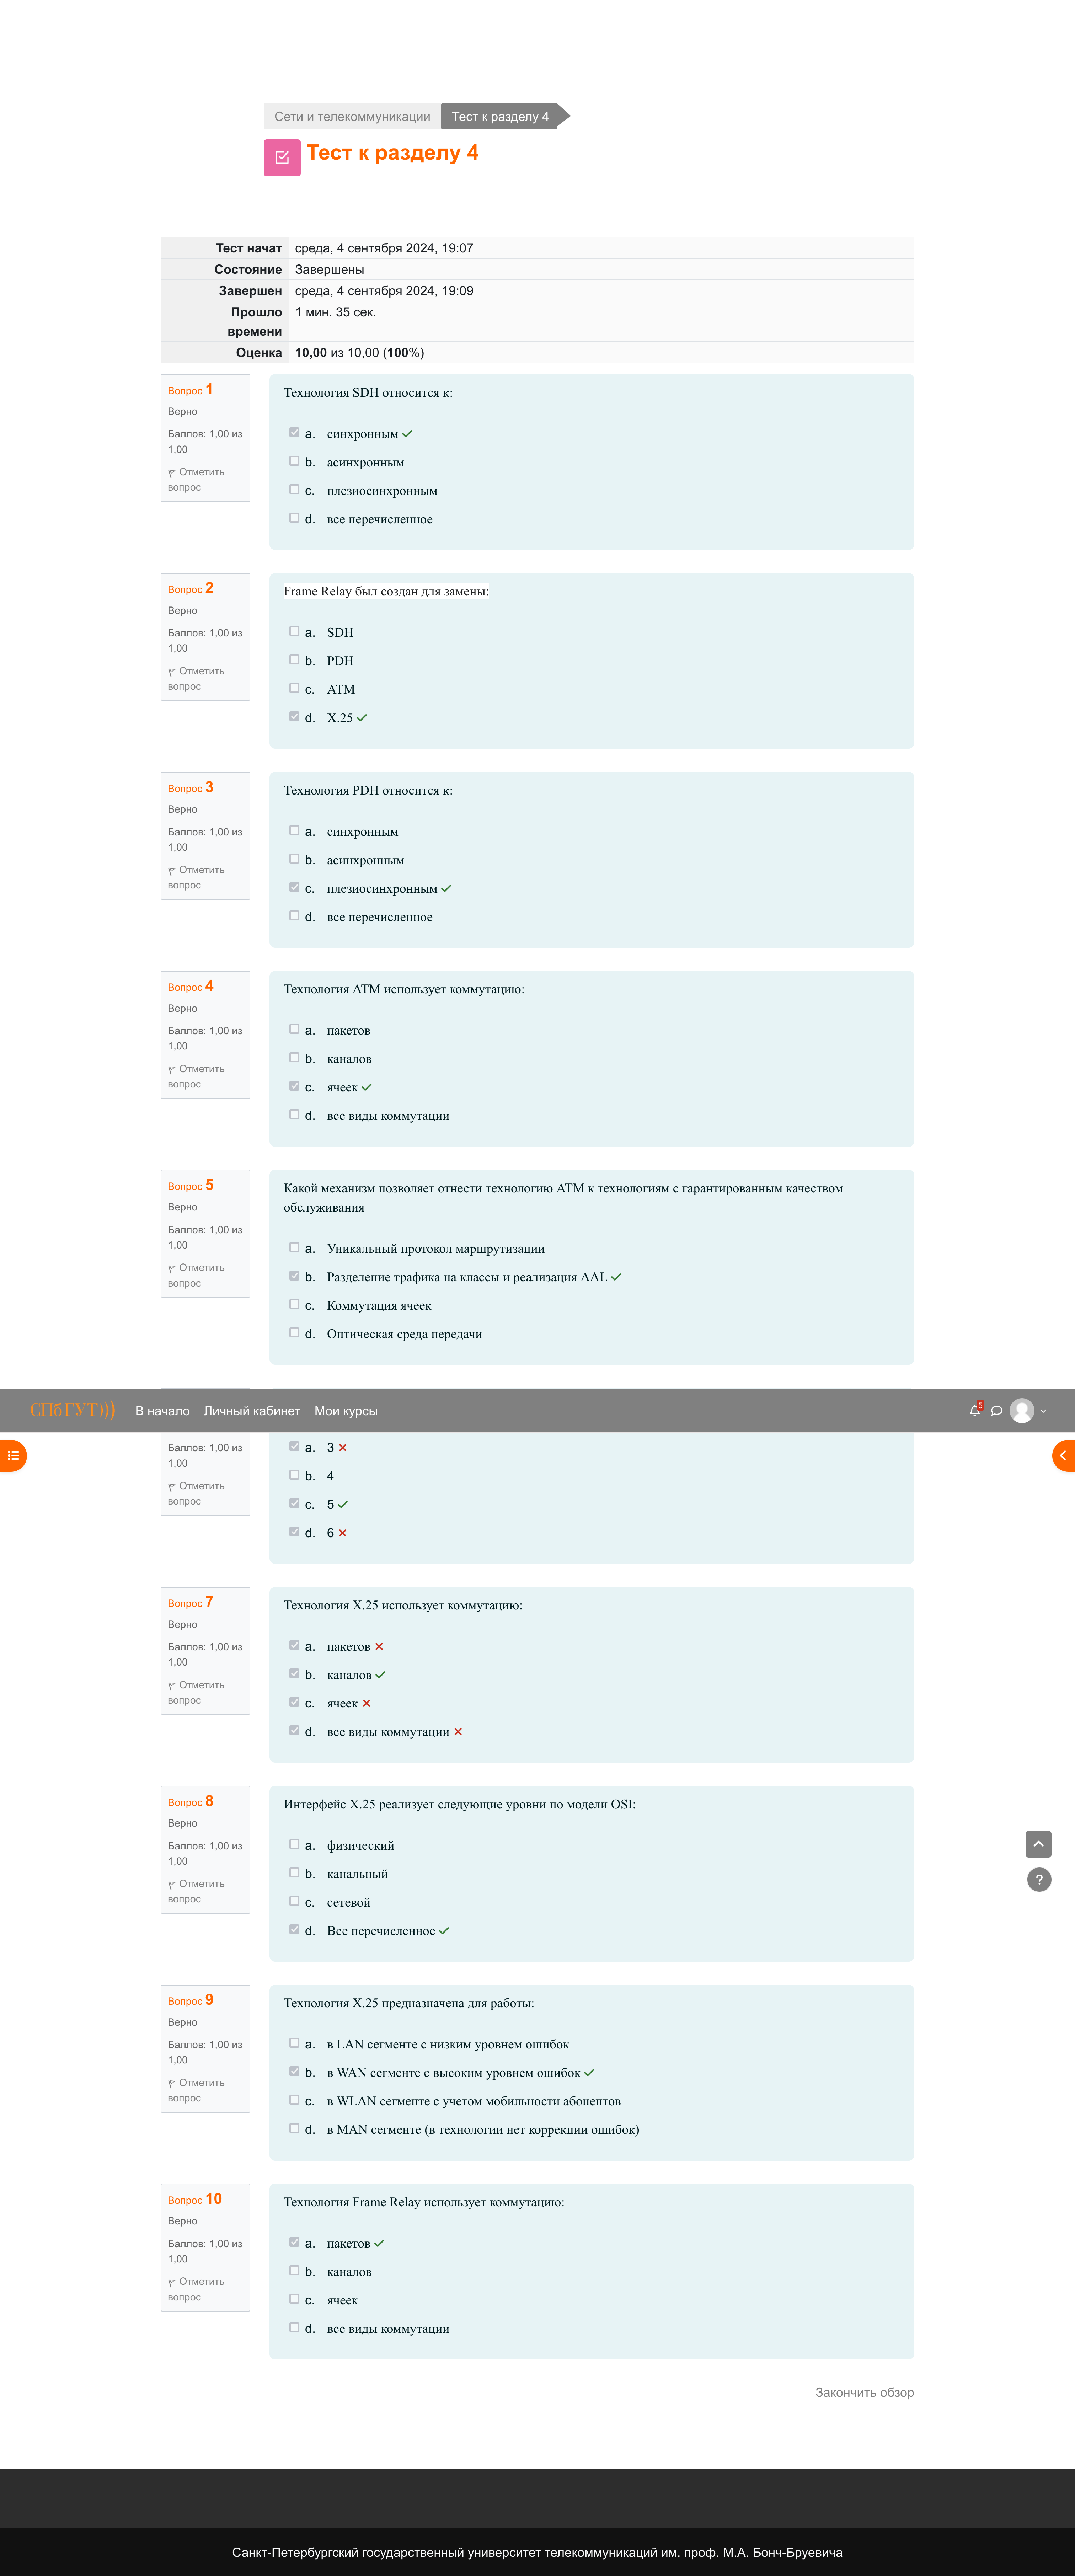 Сети и телекоммуникации
Тест к разделу 4
Тест к разделу 4
Тест начат среда, 4 сентября 2024, 19:07
Состояние Завершены
Завершен среда, 4 сентября 2024, 19:09
Прошло 1 мин. 35 сек.
времени
Оценка 10,00 из 10,00 (100%)
Вопрос 1
Верно
Баллов: 1,00 из
1,00
Отметить
вопрос
Технология SDH относится к:
a. синхронным
b. асинхронным
c. плезиосинхронным
d. все перечисленное
Вопрос 2
Верно
Баллов: 1,00 из
1,00
Отметить
вопрос
Frame Relay был создан для замены:
a. SDH
b. PDH
c. ATM
d. X.25
Вопрос 3
Верно
Баллов: 1,00 из
1,00
Отметить
вопрос
Технология PDH относится к:
a. синхронным
b. асинхронным
c. плезиосинхронным
d. все перечисленное
Вопрос 4
Верно
Баллов: 1,00 из
1,00
Отметить
вопрос
Технология ATM использует коммутацию:
a. пакетов
b. каналов
c. ячеек
d. все виды коммутации
Вопрос 5
Верно
Баллов: 1,00 из
1,00
Отметить
вопрос
Какой механизм позволяет отнести технологию ATM к технологиям с гарантированным качеством
обслуживания
a. Уникальный протокол маршрутизации
b. Разделение трафика на классы и реализация AAL
c. Коммутация ячеек
d. Оптическая среда передачи
СПбГУТ)))
В начало
Личный кабинет
Мои курсы
5
Баллов: 1,00 из
1,00
Отметить
вопрос
a. 3
b. 4
c. 5
d. 6
Вопрос 7
Верно
Баллов: 1,00 из
1,00
Отметить
вопрос
Технология X.25 использует коммутацию:
a. пакетов
b. каналов
c. ячеек
d. все виды коммутации
Вопрос 8
Верно
Баллов: 1,00 из
1,00
Отметить
вопрос
Интерфейс X.25 реализует следующие уровни по модели OSI:
a. физический
b. канальный
c. сетевой
d. Все перечисленное
?
Вопрос 9
Верно
Баллов: 1,00 из
1,00
Отметить
вопрос
Технология X.25 предназначена для работы:
a. в LAN сегменте с низким уровнем ошибок
b. в WAN сегменте с высоким уровнем ошибок
c. в WLAN сегменте с учетом мобильности абонентов
d. в MAN сегменте (в технологии нет коррекции ошибок)
Вопрос 10
Верно
Баллов: 1,00 из
1,00
Отметить
вопрос
Технология Frame Relay использует коммутацию:
a. пакетов
b. каналов
c. ячеек
d. все виды коммутации
Закончить обзор
Санкт-Петербургский государственный университет телекоммуникаций им. проф. М.А. Бонч-Бруевича